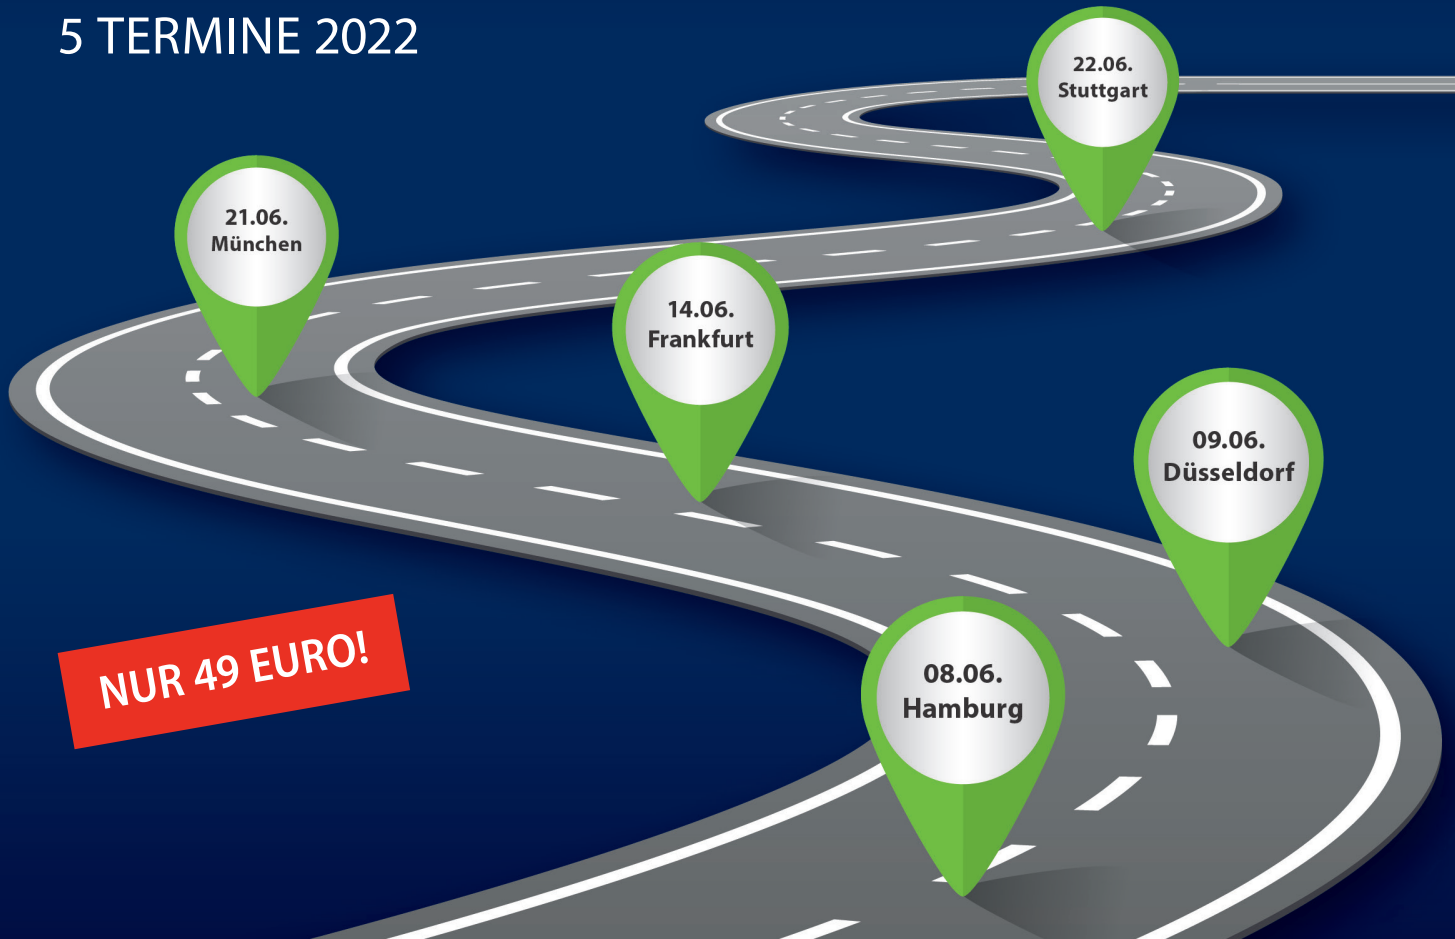 5 TERMINE 2022
22.06.
Stuttgart
21.06.
München
14.06.
Frankfurt
09.06.
Düsseldorf
NUR 49 EURO!
08.06.
Hamburg